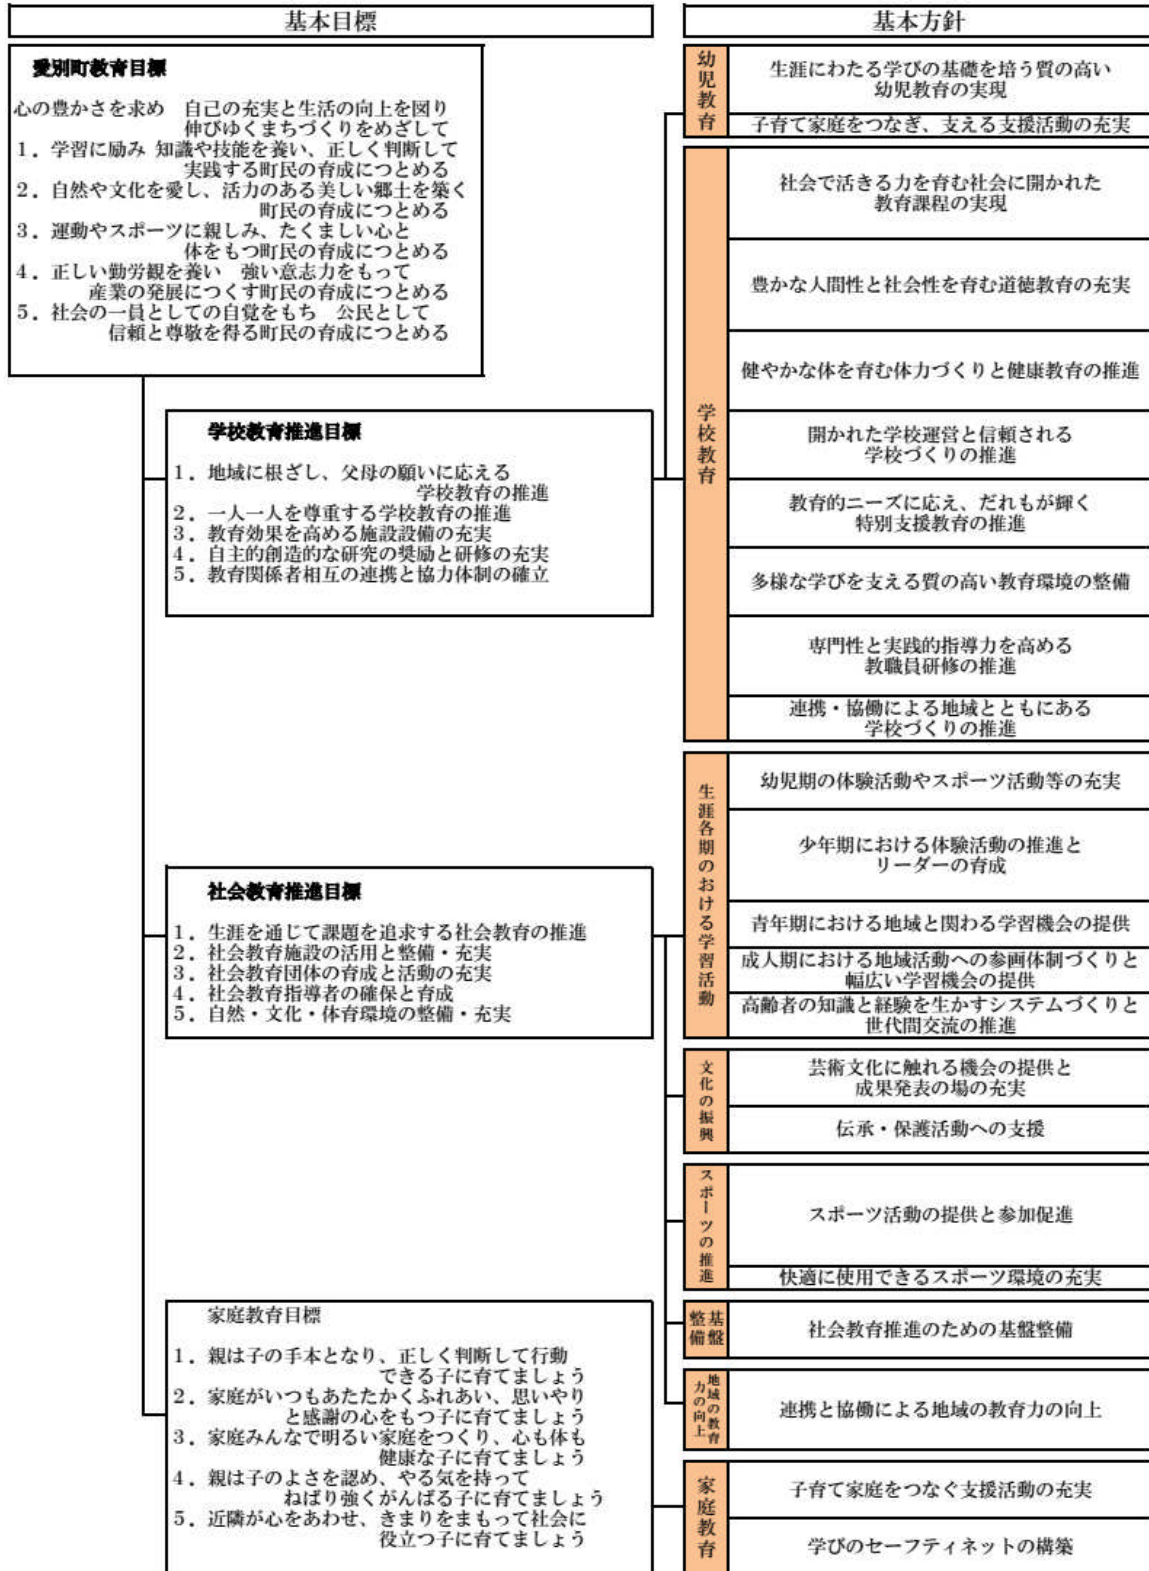 基本目標
愛別町教育目標
心の豊かさを求め　自己の充実と生活の向上を図り
伸びゆくまちづくりをめざして
1．学習に励み 知識や技能を養い、正しく判断して
実践する町民の育成につとめる
2．自然や文化を愛し、活力のある美しい郷土を築く
町民の育成につとめる
3．運動やスポーツに親しみ、たくましい心と
体をもつ町民の育成につとめる
4．正しい勤労観を養い　強い意志力をもって
産業の発展につくす町民の育成につとめる
5．社会の一員としての自覚をもち　公民として
信頼と尊敬を得る町民の育成につとめる
学校教育推進目標
1．地域に根ざし、父母の願いに応える
学校教育の推進
2．一人一人を尊重する学校教育の推進
3．教育効果を高める施設設備の充実
4．自主的創造的な研究の奨励と研修の充実
5．教育関係者相互の連携と協力体制の確立
社会教育推進目標
1．生涯を通じて課題を追求する社会教育の推進
2．社会教育施設の活用と整備・充実
3．社会教育団体の育成と活動の充実
4．社会教育指導者の確保と育成
5．自然・文化・体育環境の整備・充実
家庭教育目標
1．親は子の手本となり、正しく判断して行動
できる子に育てましょう
2．家庭がいつもあたたかくふれあい、思いやり
と感謝の心をもつ子に育てましょう
3．家庭みんなで明るい家庭をつくり、心も体も
健康な子に育てましょう
4．親は子のよさを認め、やる気を持って
ねばり強くがんばる子に育てましょう
5．近隣が心をあわせ、きまりをまもって社会に
役立つ子に育てましょう
基本方針
幼児教育
生涯にわたる学びの基礎を培う質の高い
幼児教育の実現
子育て家庭をつなぎ、支える支援活動の充実
学校教育
社会で活きる力を育む社会に開かれた
教育課程の実現
豊かな人間性と社会性を育む道徳教育の充実
健やかな体を育む体力づくりと健康教育の推進
開かれた学校運営と信頼される
学校づくりの推進
教育的ニーズに応え、だれもが輝く
特別支援教育の推進
多様な学びを支える質の高い教育環境の整備
専門性と実践的指導力を高める
教職員研修の推進
連携・協働による地域とともにある
学校づくりの推進
生涯各期のおける学習活動
幼児期の体験活動やスポーツ活動等の充実
少年期における体験活動の推進と
リーダーの育成
青年期における地域と関わる学習機会の提供
成人期における地域活動への参画体制づくりと
幅広い学習機会の提供
高齢者の知識と経験を生かすシステムづくりと
世代間交流の推進
文化の振興
芸術文化に触れる機会の提供と
成果発表の場の充実
伝承・保護活動への支援
スポーツの推進
スポーツ活動の提供と参加促進
快適に使用できるスポーツ環境の充実
基盤
整備
社会教育推進のための基盤整備
地域の教育
力の向上
連携と協働による地域の教育力の向上
家庭教育
子育て家庭をつなぐ支援活動の充実
学びのセーフティネットの構築